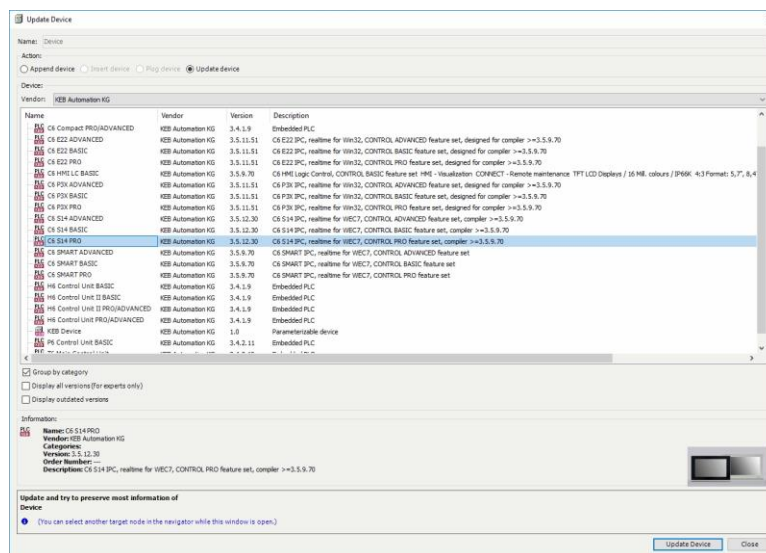 Update Device
Name: Device
Action:
Append device Insert device Plug device Update device
Device:
Vendor: KEB Automation KG
Name Vendor Version Description
C6 Compact PRO/ADVANCED KEB Automation KG 3.4.1.9 Embedded PLC
C6 E22 ADVANCED KEB Automation KG 3.5.11.51 C6 E22 IPC, realtime for Win32, CONTROL ADVANCED feature set, designed for compiler >=3.5.9.70
C6 E22 BASIC KEB Automation KG 3.5.11.51 C6 E22 IPC, realtime for Win32, CONTROL BASIC feature set, designed for compiler >=3.5.9.70
C6 E22 PRO KEB Automation KG 3.5.11.51 C6 E22 IPC, realtime for Win32, CONTROL PRO feature set, designed for compiler >=3.5.9.70
C6 HMI LC BASIC KEB Automation KG 3.5.9.70 C6 HMI Logic Control, CONTROL BASIC feature set HMI - Visualization CONNECT - Remote maintenance TFT LCD Displays / 16 Mill. colours / IP66K 4:3 Format: 5,7", 8,4
C6 P3X ADVANCED KEB Automation KG 3.5.11.51 C6 P3X IPC, realtime for Win32, CONTROL ADVANCED feature set, designed for compiler >=3.5.9.70
C6 P3X BASIC KEB Automation KG 3.5.11.51 C6 P3X IPC, realtime for Win32, CONTROL BASIC feature set, designed for compiler >=3.5.9.70
C6 P3X PRO KEB Automation KG 3.5.11.51 C6 P3X IPC, realtime for Win32, CONTROL PRO feature set, designed for compiler >=3.5.9.70
C6 S14 ADVANCED KEB Automation KG 3.5.12.30 C6 S14 IPC, realtime for WEC7, CONTROL ADVANCED feature set, compiler >=3.5.9.70
C6 S14 BASIC KEB Automation KG 3.5.12.30 C6 S14 IPC, realtime for WEC7, CONTROL BASIC feature set, compiler >=3.5.9.70
C6 S14 PRO KEB Automation KG 3.5.12.30 C6 S14 IPC, realtime for WEC7, CONTROL PRO feature set, compiler >=3.5.9.70
C6 SMART ADVANCED KEB Automation KG 3.5.9.70 C6 SMART IPC, realtime for WEC7, CONTROL ADVANCED feature set
C6 SMART BASIC KEB Automation KG 3.5.9.70 C6 SMART IPC, realtime for WEC7, CONTROL BASIC feature set
C6 SMART PRO KEB Automation KG 3.5.9.70 C6 SMART IPC, realtime for WEC7, CONTROL PRO feature set
H6 Control Unit BASIC KEB Automation KG 3.4.1.9 Embedded PLC
H6 Control Unit II BASIC KEB Automation KG 3.4.1.9 Embedded PLC
H6 Control Unit II PRO/ADVANCED KEB Automation KG 3.4.1.9 Embedded PLC
H6 Control Unit PRO/ADVANCED KEB Automation KG 3.4.1.9 Embedded PLC
KEB Device KEB Automation KG 1.0 Parameterizable device
P6 Control Unit BASIC KEB Automation KG 3.4.2.11 Embedded PLC
Group by category
Display all versions (for experts only)
Display outdated versions
Information:
Name: C6 S14 PRO
Vendor: KEB Automation KG
Categories:
Version: 3.5.12.30
Order Number: ---
Description: C6 S14 IPC, realtime for WEC7, CONTROL PRO feature set, compiler >=3.5.9.70
Update and try to preserve most information of
Device
(You can select another target node in the navigator while this window is open.)
Update Device Close